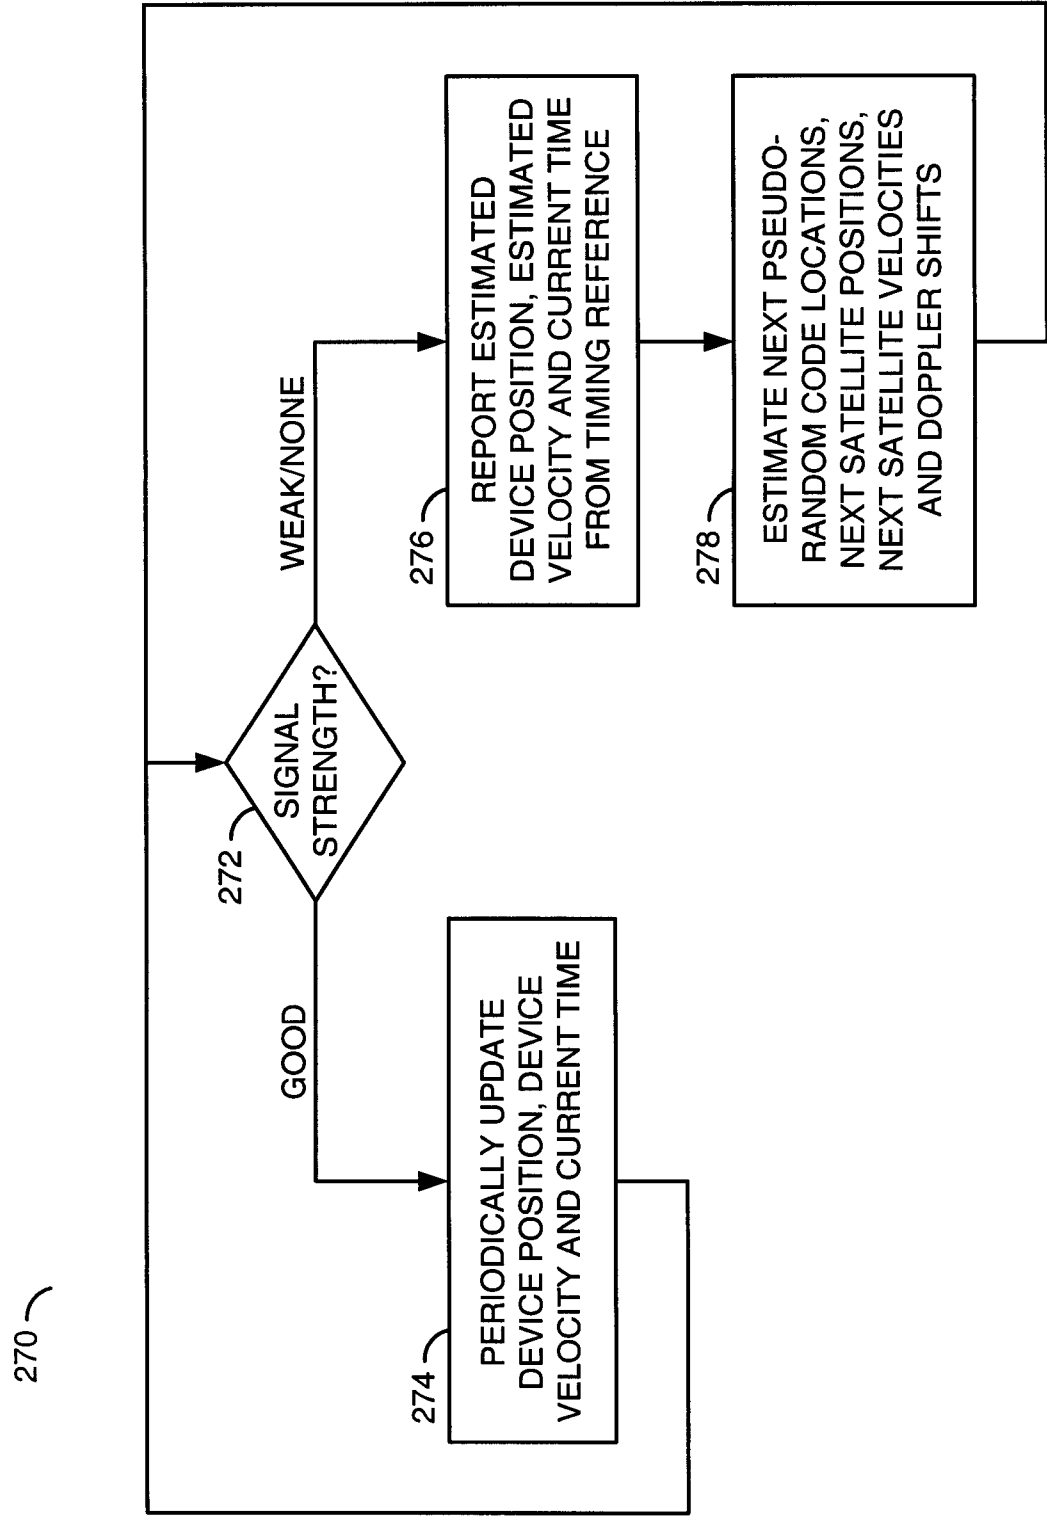 270
272
SIGNAL
STRENGTH?
GOOD
WEAK/NONE
274
PERIODICALLY UPDATE
DEVICE POSITION, DEVICE
VELOCITY AND CURRENT TIME
276
REPORT ESTIMATED
DEVICE POSITION, ESTIMATED
VELOCITY AND CURRENT TIME
FROM TIMING REFERENCE
278
ESTIMATE NEXT PSEUDO-
RANDOM CODE LOCATIONS,
NEXT SATELLITE POSITIONS,
NEXT SATELLITE VELOCITIES
AND DOPPLER SHIFTS